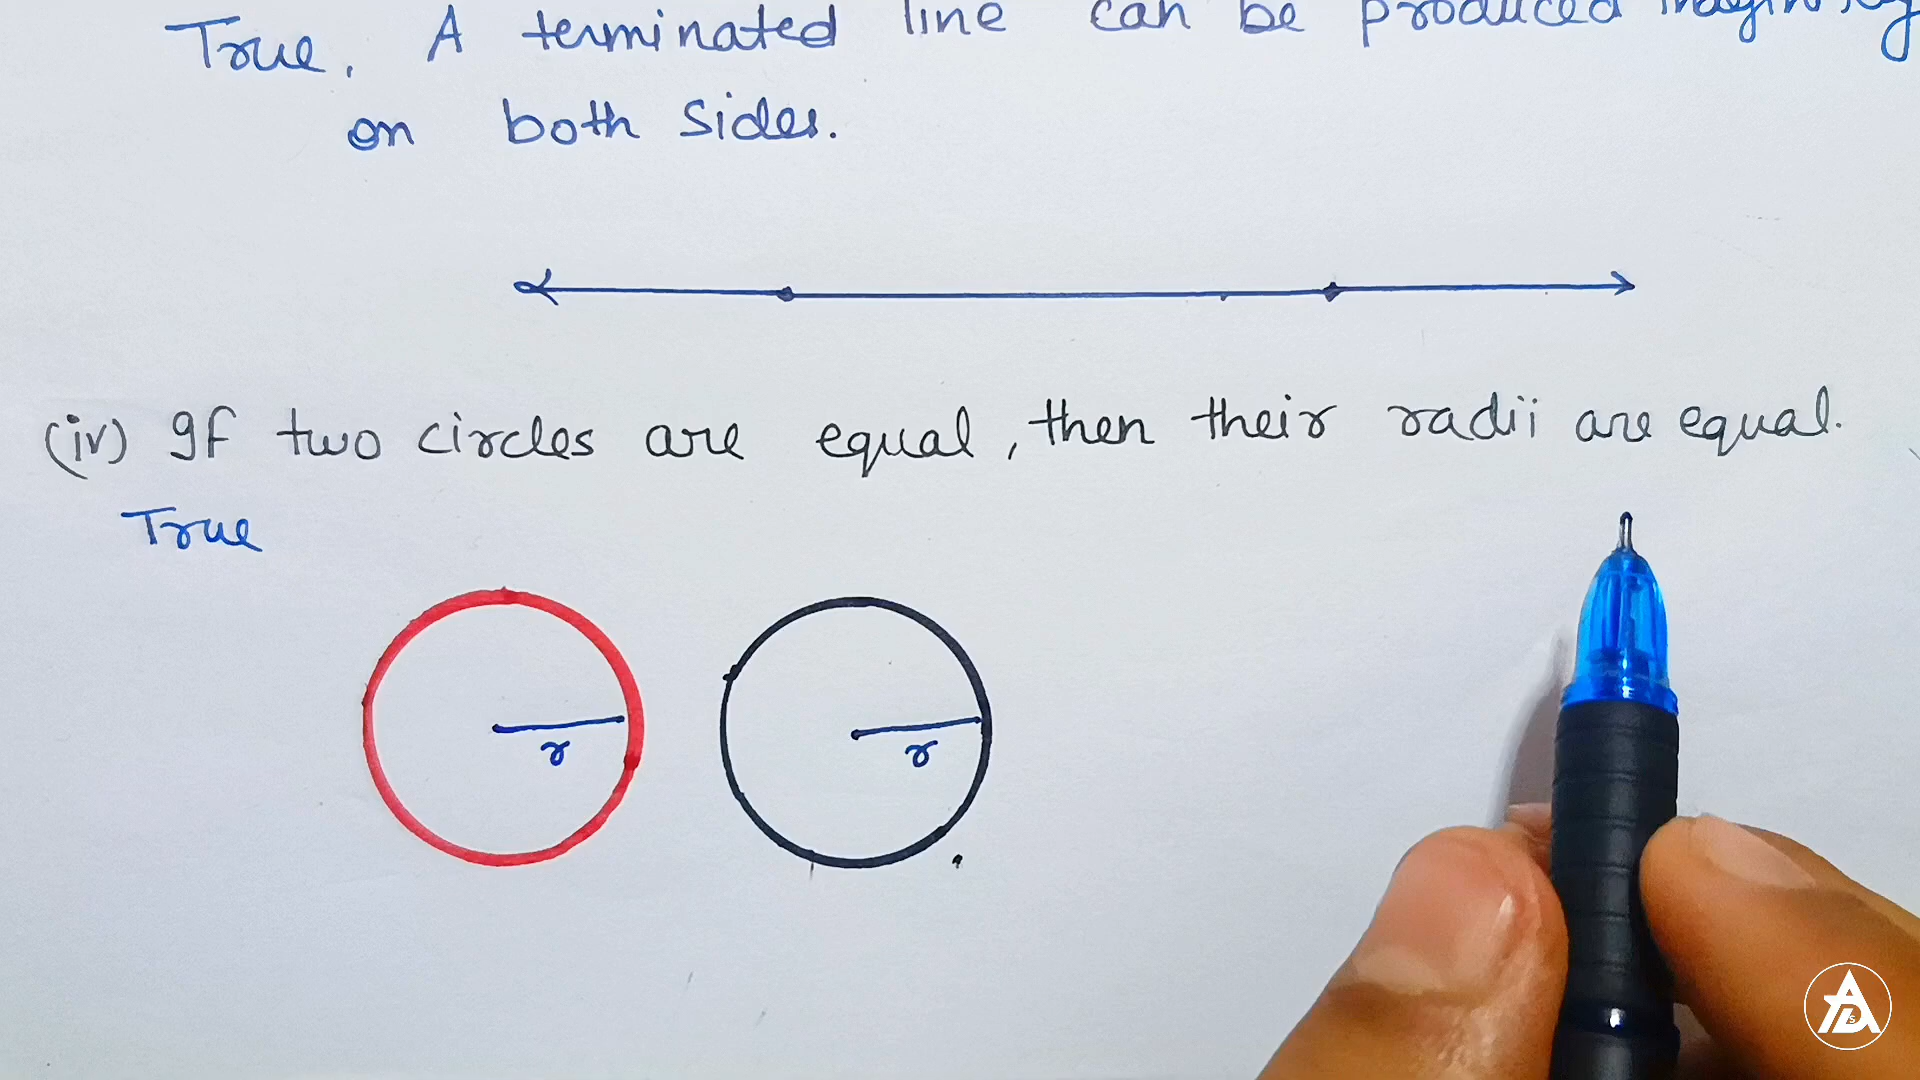 True. A terminated line can be produced
on both sides.
(iv) If two circles are equal, then their radii are equal.
True
r r